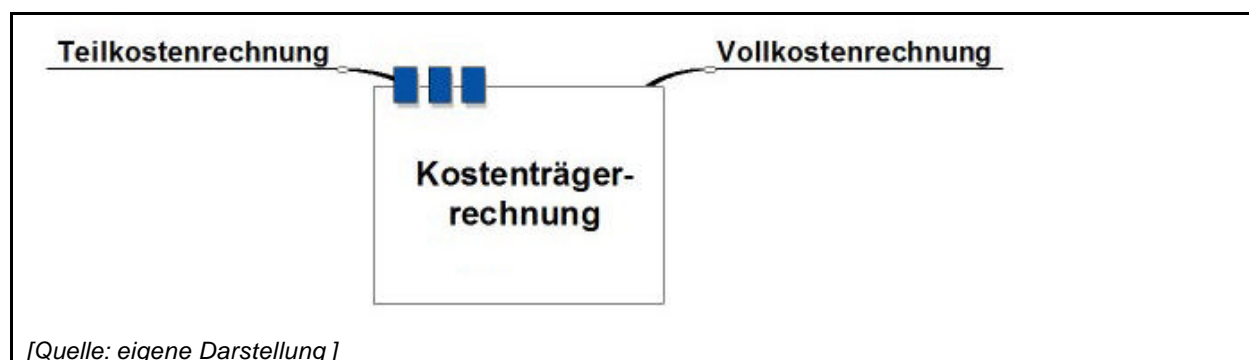 Teilkostenrechnung
Vollkostenrechnung
Kostenträger-
rechnung
[Quelle: eigene Darstellung ]